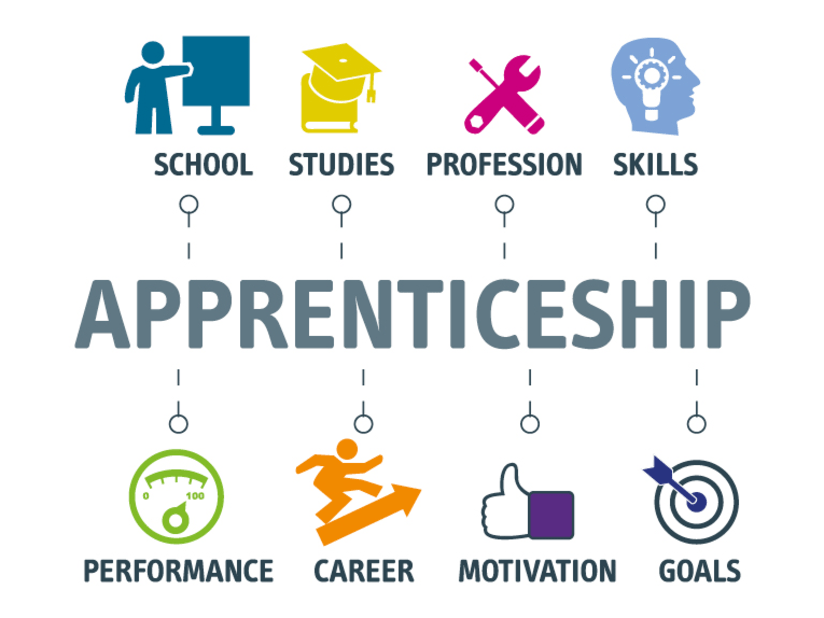 SCHOOL STUDIES PROFESSION SKILLS
APPRENTICESHIP
0 100
PERFORMANCE CAREER MOTIVATION GOALS